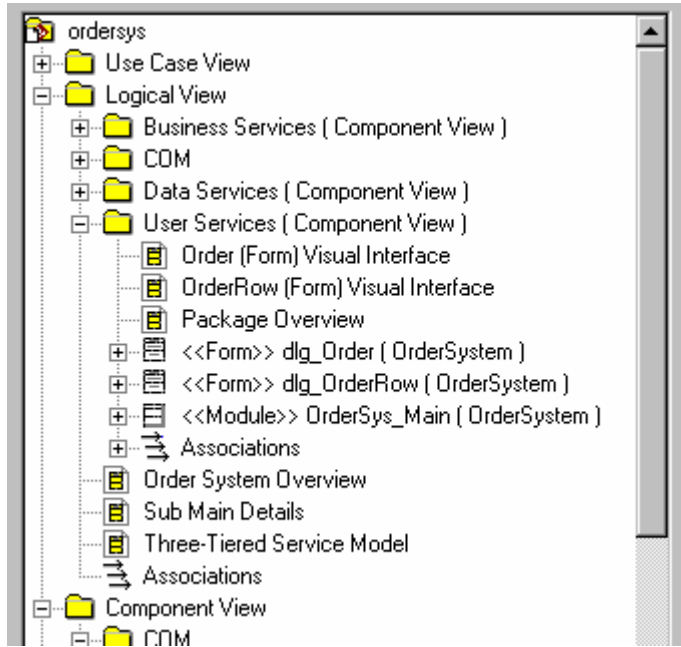 ordersys
Use Case View
Logical View
Business Services ( Component View )
COM
Data Services ( Component View )
User Services ( Component View )
Order (Form) Visual Interface
OrderRow (Form) Visual Interface
Package Overview
<<Form>> dlg_Order ( OrderSystem )
<<Form>> dlg_OrderRow ( OrderSystem )
<<Module>> OrderSys_Main ( OrderSystem )
Associations
Order System Overview
Sub Main Details
Three-Tiered Service Model
Associations
Component View
COM